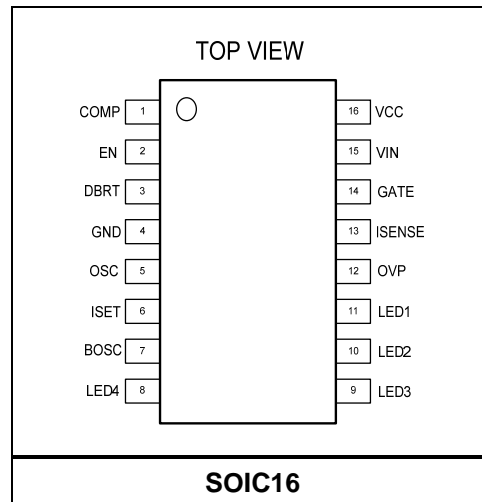 TOP VIEW
COMP 1 16 VCC
EN 2 15 VIN
DBRT 3 14 GATE
GND 4 13 ISENSE
OSC 5 12 OVP
ISET 6 11 LED1
BOSC 7 10 LED2
LED4 8 9 LED3
SOIC16